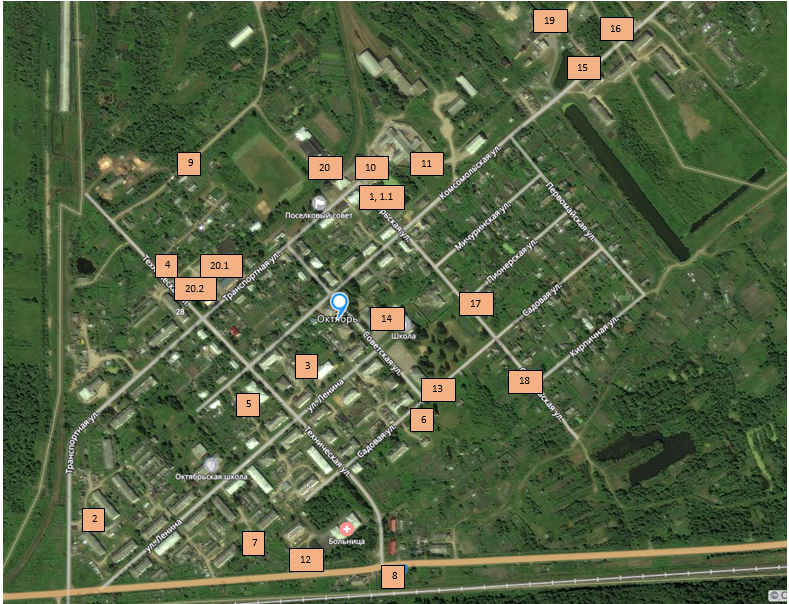 19
16
15
9
20
10
11
1, 1.1
Комсомольская ул.
Первомайская ул.
Поселковый совет
Мичуринская ул.
Пионерская ул.
4
20.1
20.2
Техническая ул.
Транспортная ул.
28
17
Садовая ул.
Yandex
Октябрь
14
Школа
Кирпичная ул.
Советская ул.
3
18
13
5
ул. Ленина
6
Транспортная ул.
Садовая ул.
Техническая ул.
Октябрьская школа
2
ул. Ленина
7
Больница
12
8
©